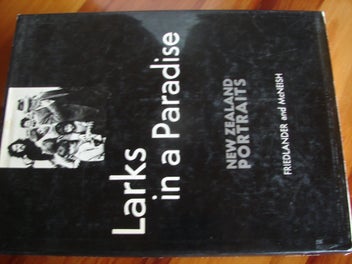 Larks
in a Paradise
NEW ZEALAND
PORTRAITS
FRIEDLANDER and McNEISH